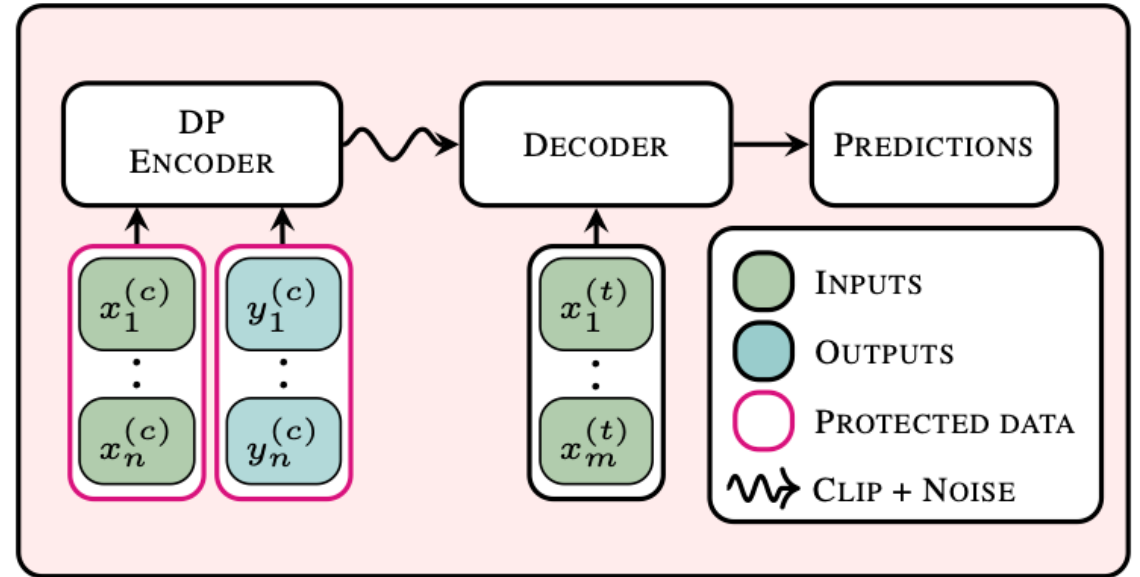 DP
ENCODER
DECODER
PREDICTIONS
x_1^{(c)}
y_1^{(c)}
x_1^{(t)}
⋮
⋮
⋮
x_n^{(c)}
y_n^{(c)}
x_m^{(t)}
INPUTS
OUTPUTS
PROTECTED DATA
CLIP + NOISE